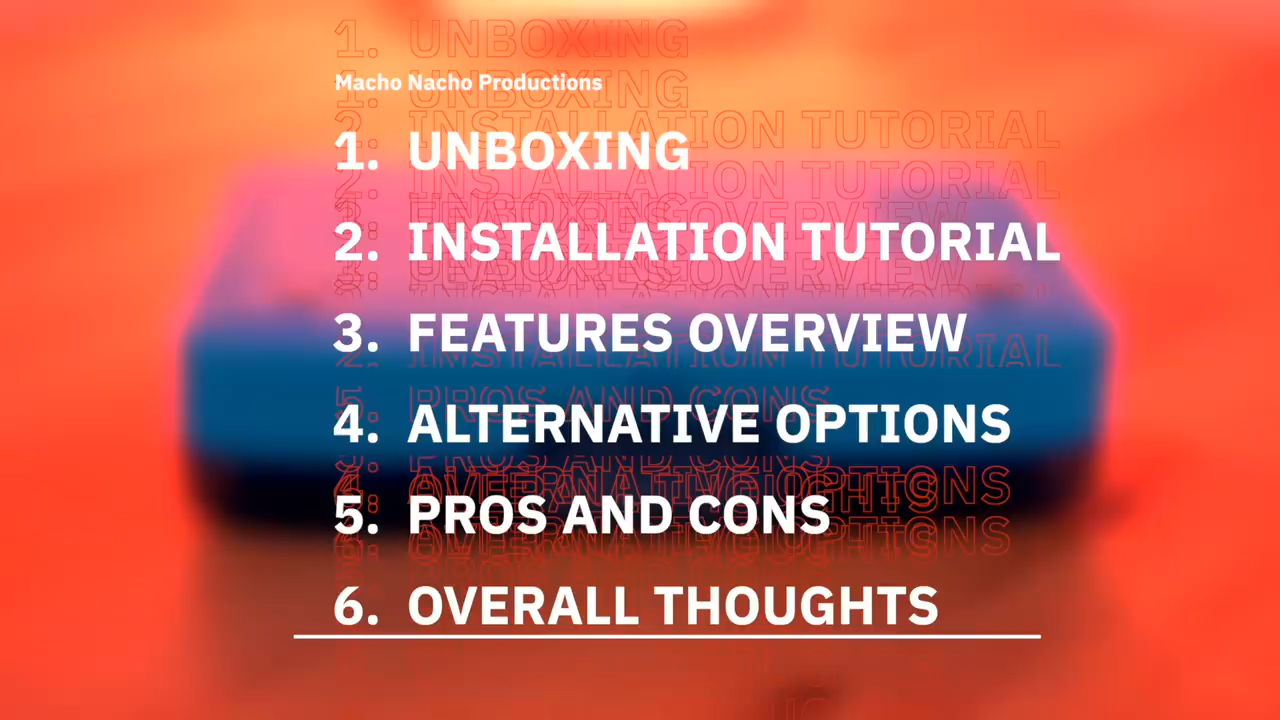 Macho Nacho Productions
1. UNBOXING
2. INSTALLATION TUTORIAL
3. FEATURES OVERVIEW
4. ALTERNATIVE OPTIONS
5. PROS AND CONS
6. OVERALL THOUGHTS